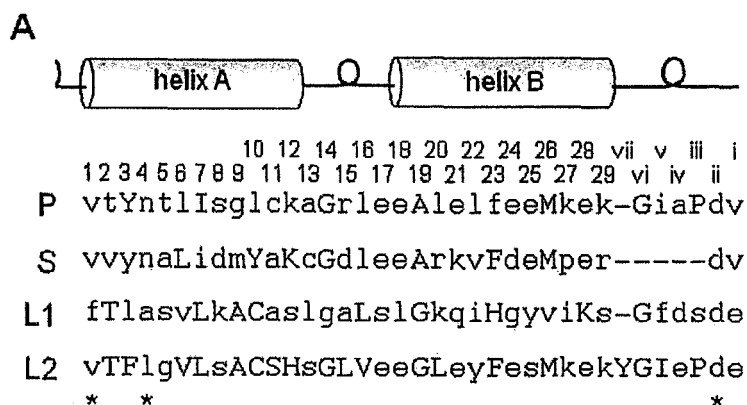 A
helix A helix B
10 12 14 16 18 20 22 24 26 28 vii v iii i
1 2 3 4 5 6 7 8 9 11 13 15 17 19 21 23 25 27 29 vi iv ii
P vtYntlIsglckaGrleeAlelfeeMkek-GiaPdv
S vvynaLidmYaKcGdleeArkvFdeMper-----dv
L1 fTlasvLkACaslgaLslGkqiHgyviKs-Gfdsde
L2 vTFlgVLsACSHsGLVeeGLeyFesMkekYGIePde
* * *